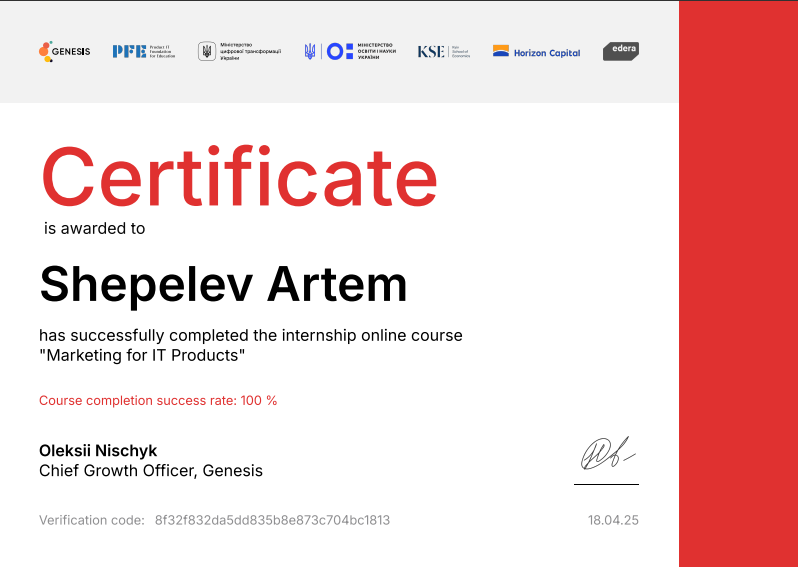 GENESIS
PFE Product IT Foundation for Education
Міністерство цифрової трансформації України
МІНІСТЕРСТВО ОСВІТИ І НАУКИ УКРАЇНИ
KSE Kyiv School of Economics
Horizon Capital
edera
Certificate
is awarded to
Shepelev Artem
has successfully completed the internship online course
"Marketing for IT Products"
Course completion success rate: 100 %
Oleksii Nischyk
Chief Growth Officer, Genesis
Verification code: 8f32f832da5dd835b8e873c704bc1813
18.04.25